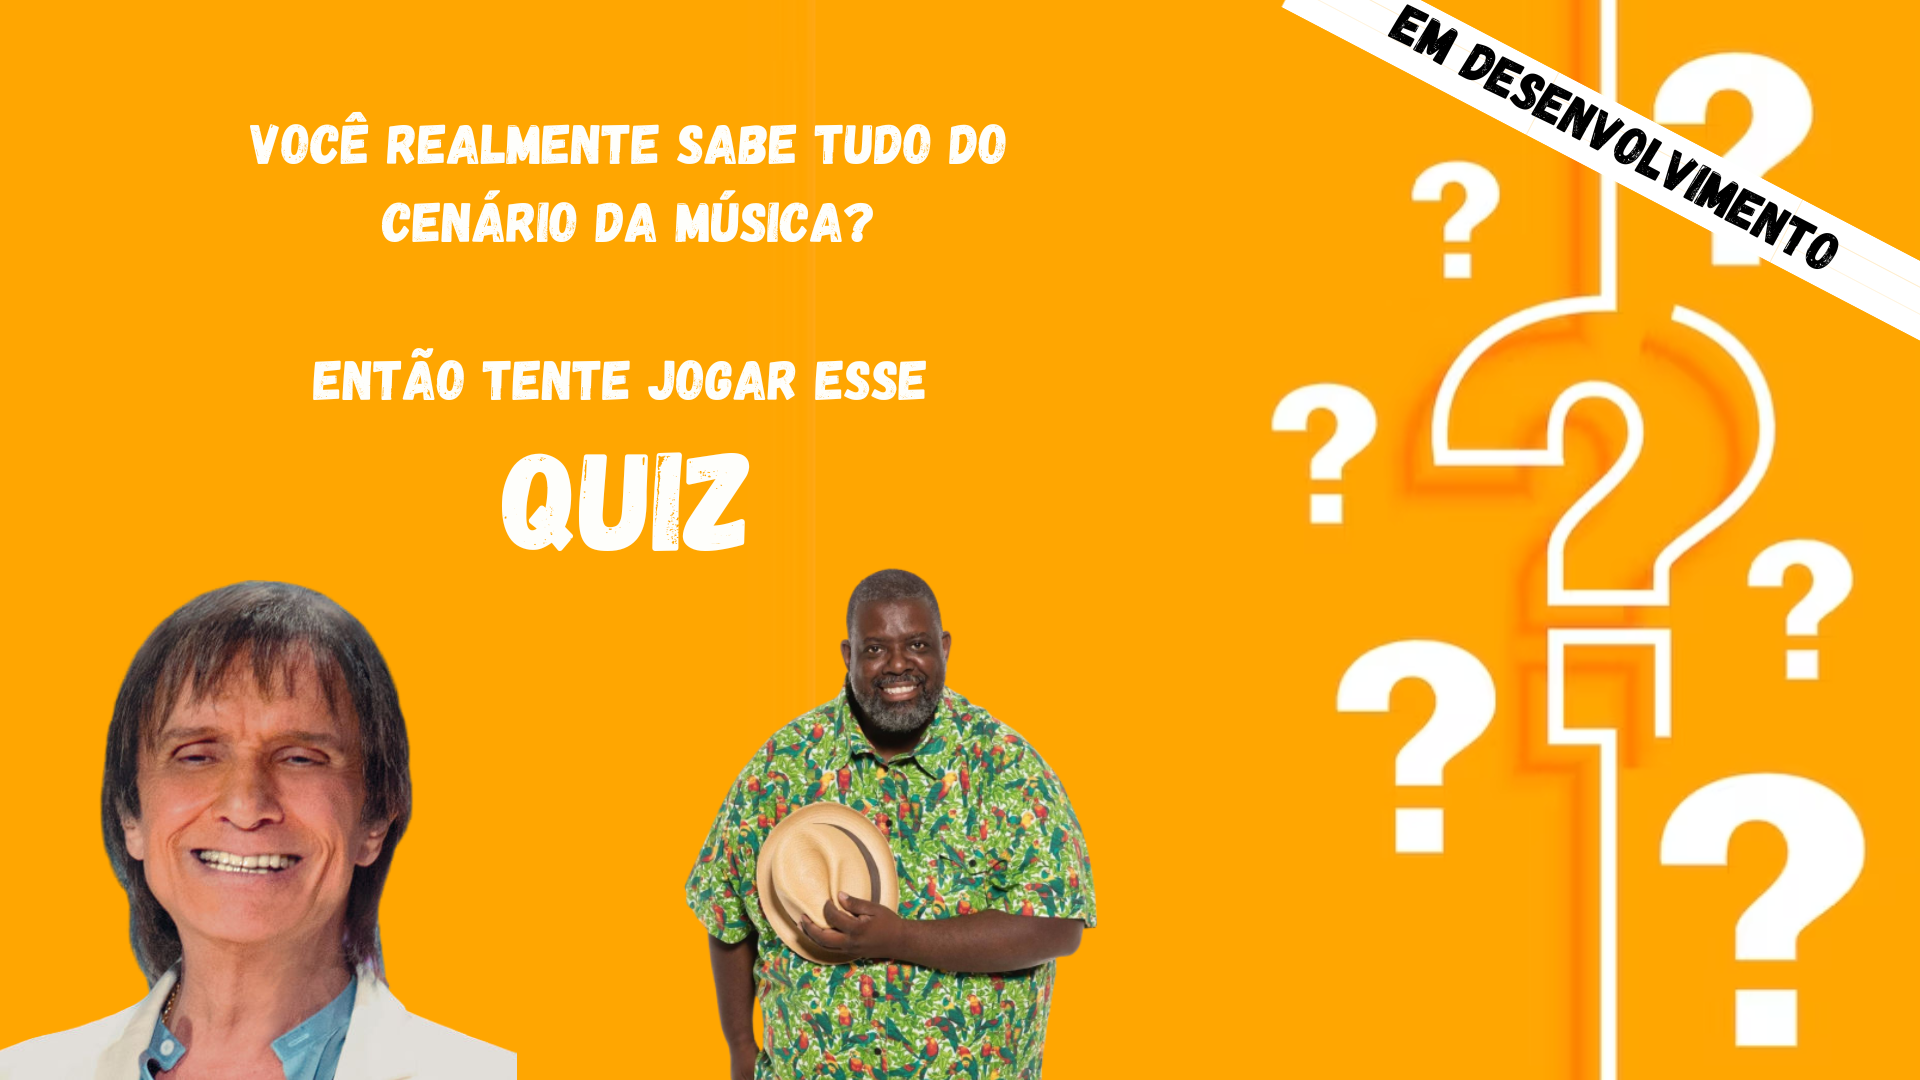 VOCÊ REALMENTE SABE TUDO DO
CENÁRIO DA MÚSICA?
ENTÃO TENTE JOGAR ESSE
QUIZ
EM DESENVOLVIMENTO